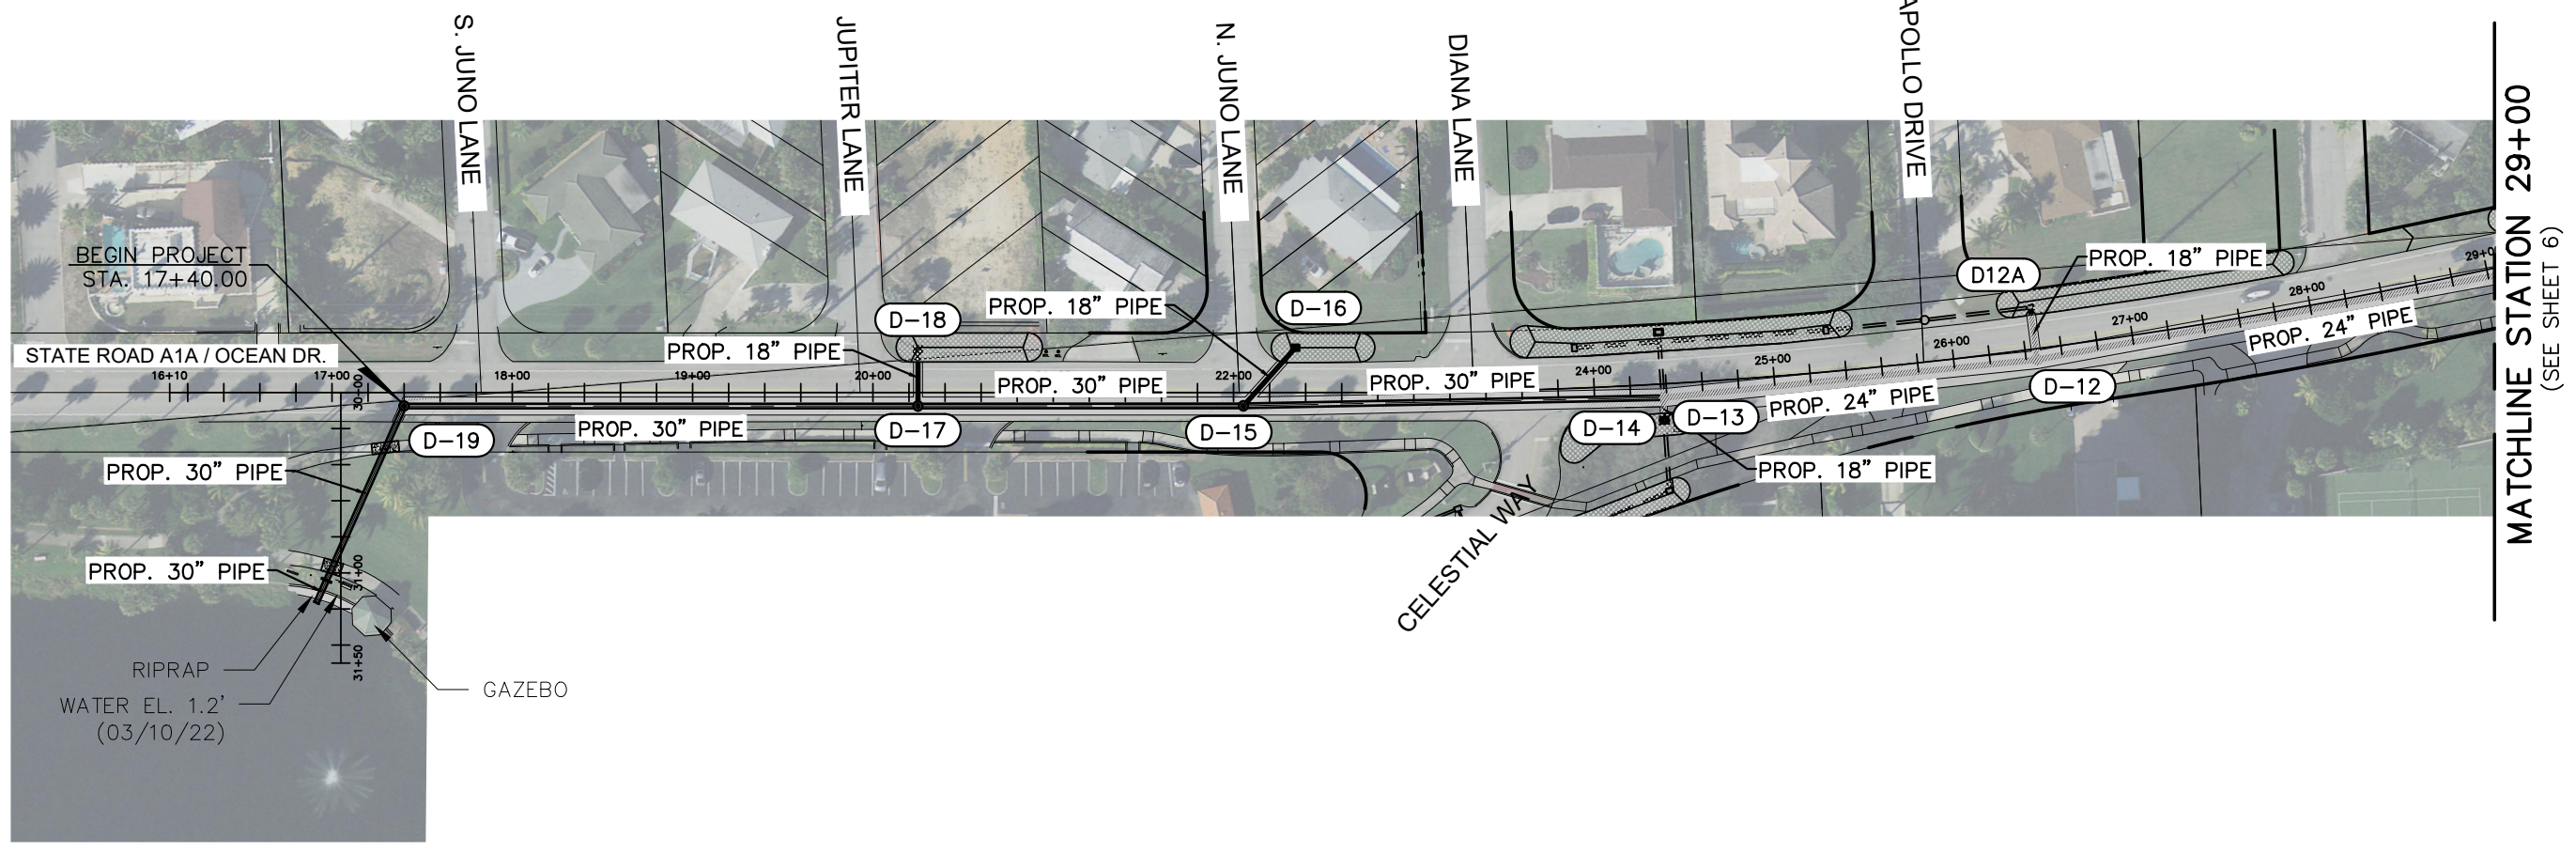 S. JUNO LANE
JUPITER LANE
N. JUNO LANE
DIANA LANE
APOLLO DRIVE
MATCHLINE STATION 29+00
(SEE SHEET 6)
BEGIN PROJECT
STA. 17+40.00
STATE ROAD A1A / OCEAN DR.
D-18
PROP. 18" PIPE
PROP. 18" PIPE
D-16
D12A
PROP. 18" PIPE
16+10
17+00
18+00
19+00
20+00
22+00
24+00
25+00
26+00
27+00
28+00
30+00
PROP. 30" PIPE
PROP. 30" PIPE
PROP. 24" PIPE
PROP. 24" PIPE
D-12
D-19
PROP. 30" PIPE
D-17
D-15
D-14
D-13
PROP. 30" PIPE
PROP. 18" PIPE
CELESTIAL WAY
PROP. 30" PIPE
31+00
31+50
RIPRAP
GAZEBO
WATER EL. 1.2'
(03/10/22)